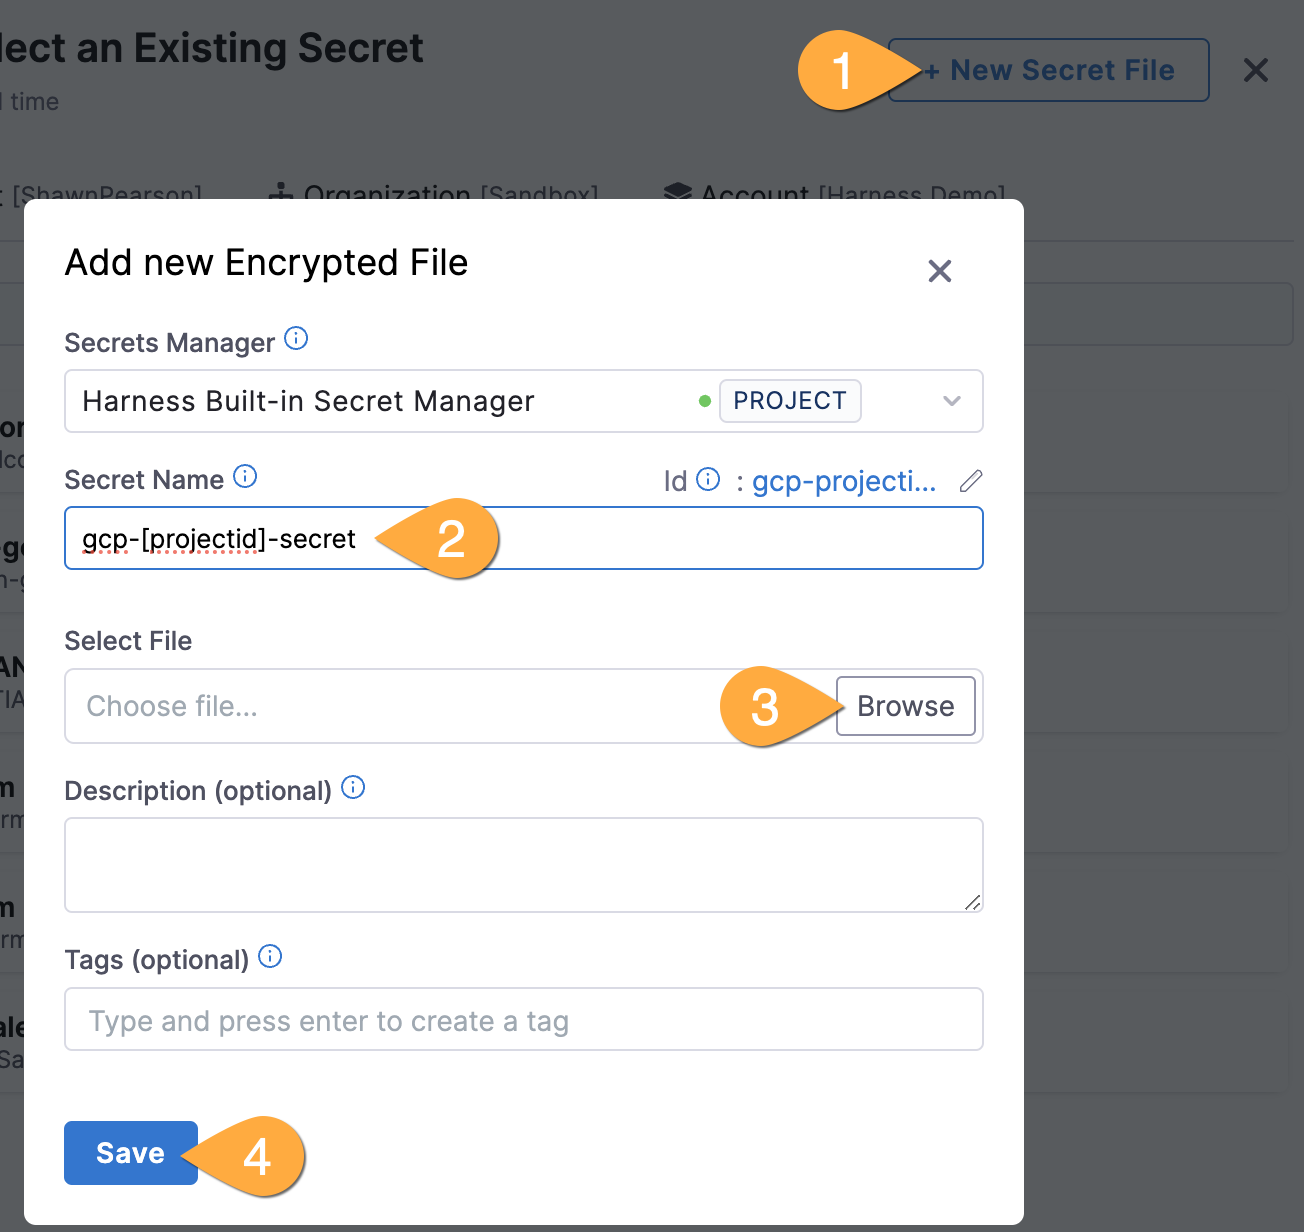 lect an Existing Secret
1
+ New Secret File
time
[ShawnPearson]
Organization [Sandbox]
Account [Harness Demo]
Add new Encrypted File
Secrets Manager
Harness Built-in Secret Manager
PROJECT
Secret Name
Id : gcp-projecti...
gcp-[projectid]-secret
2
Select File
Choose file...
3
Browse
Description (optional)
Tags (optional)
Type and press enter to create a tag
Save
4